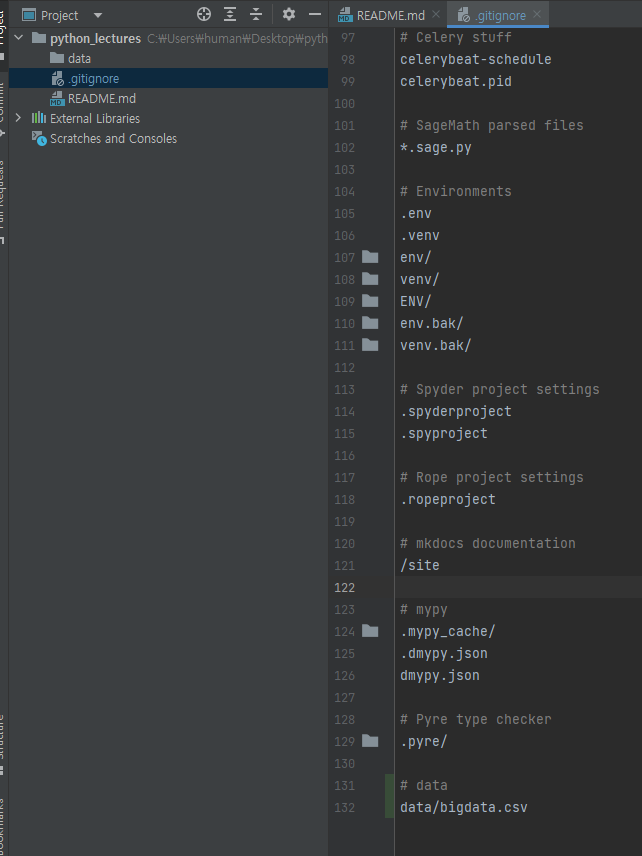 Project
python_lectures C:\Users\human\Desktop\pyth
data
.gitignore
README.md
External Libraries
Scratches and Consoles
Project
Pull Requests
Structure
README.md
.gitignore
97 # Celery stuff
98 celerybeat-schedule
99 celerybeat.pid
100
101 # SageMath parsed files
102 *.sage.py
103
104 # Environments
105 .env
106 .venv
107 env/
108 venv/
109 ENV/
110 env.bak/
111 venv.bak/
112
113 # Spyder project settings
114 .spyderproject
115 .spyproject
116
117 # Rope project settings
118 .ropeproject
119
120 # mkdocs documentation
121 /site
122
123 # mypy
124 .mypy_cache/
125 .dmypy.json
126 dmypy.json
127
128 # Pyre type checker
129 .pyre/
130
131 # data
132 data/bigdata.csv